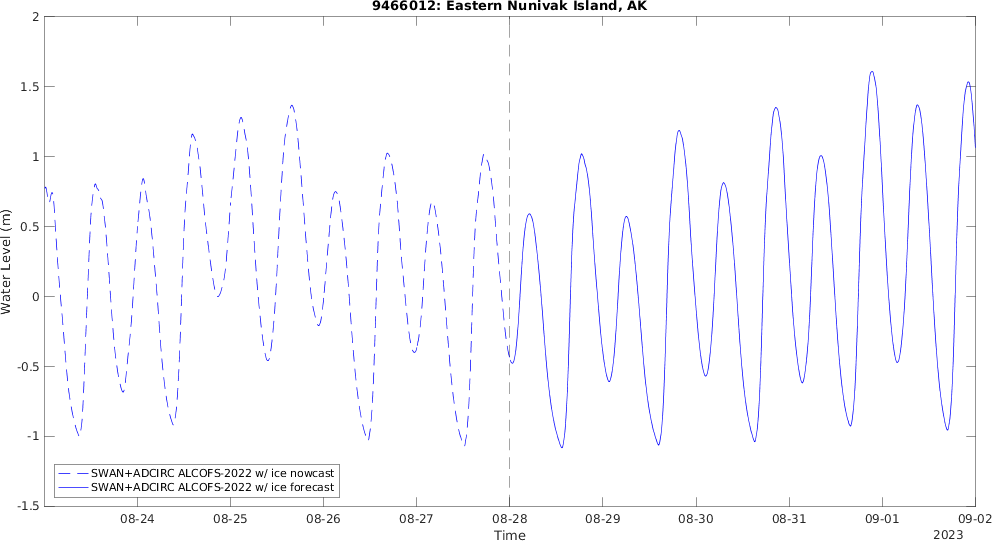 9466012: Eastern Nunivak Island, AK
2
1.5
1
0.5
0
-0.5
-1
-1.5
Water Level (m)
SWAN+ADCIRC ALCOFS-2022 w/ ice nowcast
SWAN+ADCIRC ALCOFS-2022 w/ ice forecast
08-24 08-25 08-26 08-27 08-28 08-29 08-30 08-31 09-01 09-02
Time
2023